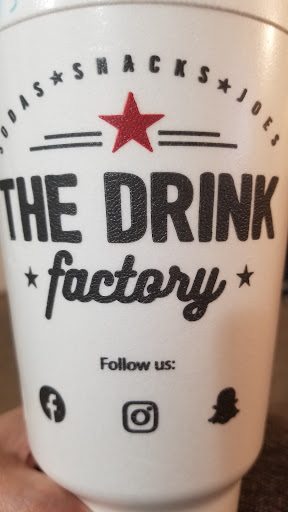 SODAS★SNACKS★JOES
THE DRINK
factory
Follow us: